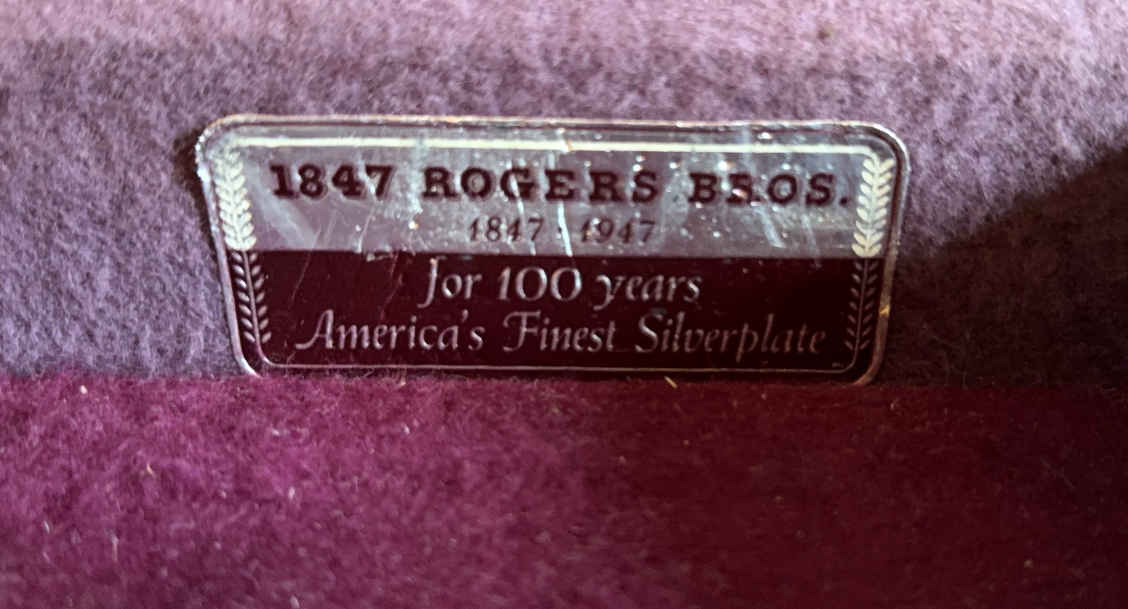 1847 ROGERS BROS.
1847 - 1947
for 100 years
America's Finest Silverplate